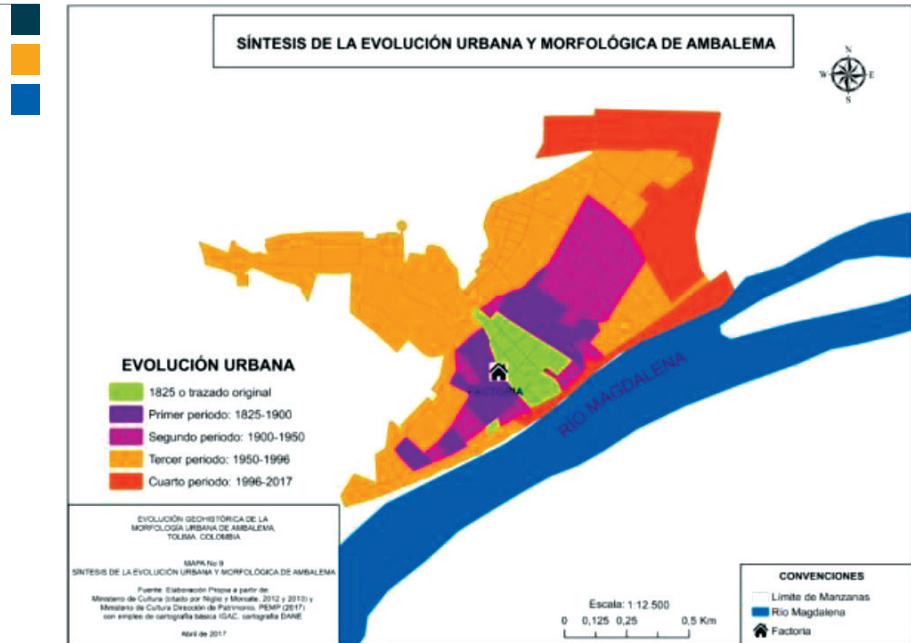 SÍNTESIS DE LA EVOLUCIÓN URBANA Y MORFOLÓGICA DE AMBALEMA
N
W E
S
RÍO MAGDALENA
FACTORIA
EVOLUCIÓN URBANA
1825 o trazado original
Primer periodo: 1825-1900
Segundo periodo: 1900-1950
Tercer periodo: 1950-1996
Cuarto periodo: 1996-2017
EVOLUCIÓN GEOHISTÓRICA DE LA
MORFOLOGÍA URBANA DE AMBALEMA,
TOLIMA, COLOMBIA
MAPA No 9
SÍNTESIS DE LA EVOLUCIÓN URBANA Y MORFOLÓGICA DE AMBALEMA
Fuente: Elaboración Propia a partir de:
Ministerio de Cultura (citado por Niglio y Morcate, 2012 y 2013) y
Ministerio de Cultura Dirección de Patrimonio, PEMP (2017)
con empleo de cartografía básica IGAC, cartografía DANE
Abril de 2017
Escala: 1:12.500
0 0,125 0,25 0,5 Km
CONVENCIONES
Limite de Manzanas
Río Magdalena
Factoria